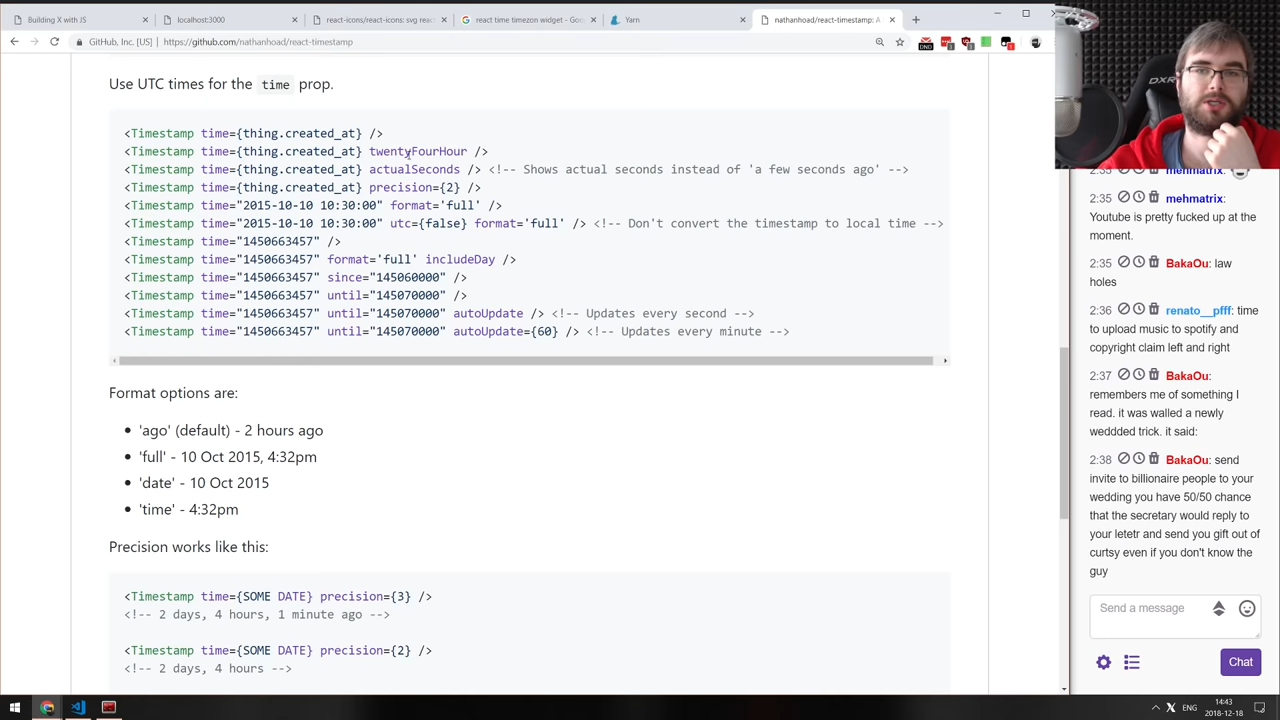 Building X with JS
localhost:3000
react-icons/react-icons: svg reac
react time timezon widget - Goo
Yarn
nathanhoad/react-timestamp: A
GitHub, Inc. [US] | https://github.com/nathanhoad/react-timestamp
DND
Use UTC times for the time prop.
<Timestamp time={thing.created_at} />
<Timestamp time={thing.created_at} twentyFourHour />
<Timestamp time={thing.created_at} actualSeconds /> <!-- Shows actual seconds instead of 'a few seconds ago' -->
<Timestamp time={thing.created_at} precision={2} />
<Timestamp time="2015-10-10 10:30:00" format='full' />
<Timestamp time="2015-10-10 10:30:00" utc={false} format='full' /> <!-- Don't convert the timestamp to local time -->
<Timestamp time="1450663457" />
<Timestamp time="1450663457" format='full' includeDay />
<Timestamp time="1450663457" since="145060000" />
<Timestamp time="1450663457" until="145070000" />
<Timestamp time="1450663457" until="145070000" autoUpdate /> <!-- Updates every second -->
<Timestamp time="1450663457" until="145070000" autoUpdate={60} /> <!-- Updates every minute -->
Format options are:
'ago' (default) - 2 hours ago
'full' - 10 Oct 2015, 4:32pm
'date' - 10 Oct 2015
'time' - 4:32pm
Precision works like this:
<Timestamp time={SOME DATE} precision={3} />
<!-- 2 days, 4 hours, 1 minute ago -->
<Timestamp time={SOME DATE} precision={2} />
<!-- 2 days, 4 hours -->
DXR
2:35 mehmatrix:
2:35 mehmatrix:
Youtube is pretty fucked up at the
moment.
2:35 BakaOu: law
holes
2:36 renato__pfff: time
to upload music to spotify and
copyright claim left and right
2:37 BakaOu:
remembers me of something I
read. it was walled a newly
weddded trick. it said:
2:38 BakaOu: send
invite to billionaire people to your
wedding you have 50/50 chance
that the secretary would reply to
your letetr and send you gift out of
curtsy even if you don't know the
guy
Send a message
Chat
ENG
14:43
2018-12-18